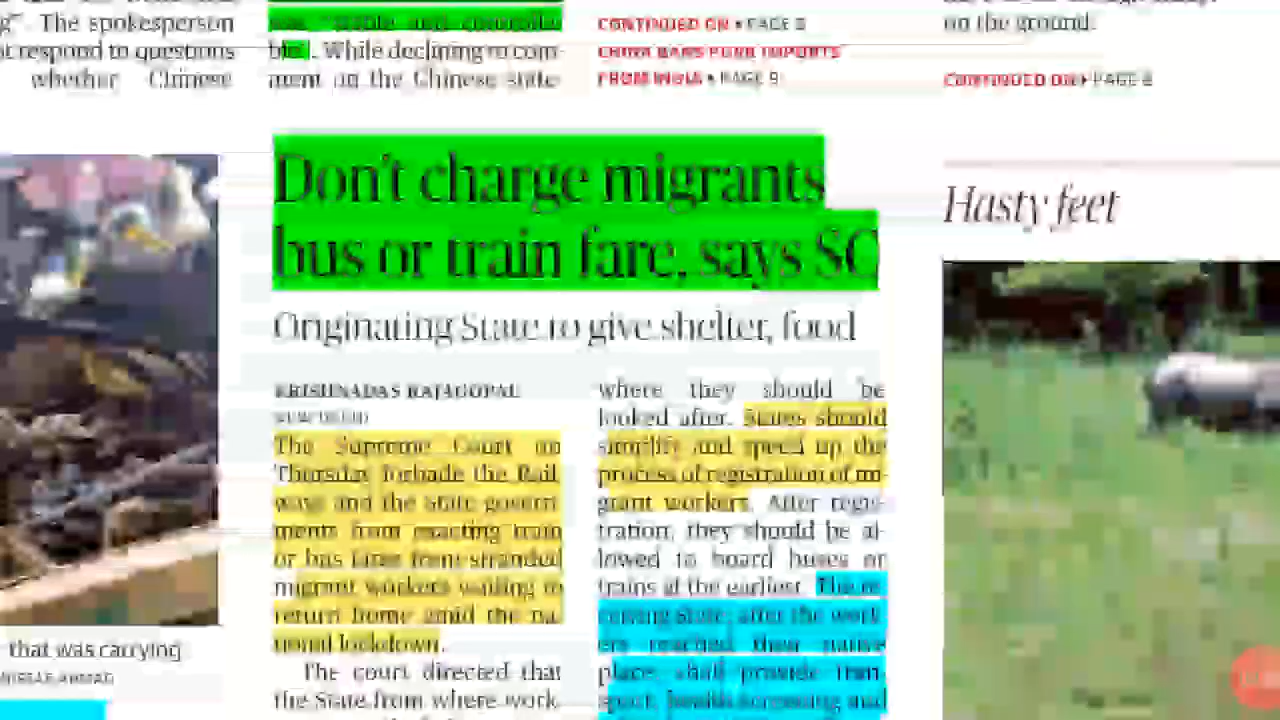 The spokesperson
respond to questions
whether Chinese
. While declining to com-
ment on the Chinese state-
CONTINUED ON ▸ PAGE 8
CHINA BANS PORK IMPORTS
FROM INDIA ▸ PAGE 9
on the ground.
CONTINUED ON ▸ PAGE 8
that was carrying
NISSAR AHMAD
Don't charge migrants
bus or train fare, says SC
Originating State to give shelter, food
KRISHNADAS RAJAGOPAL
NEW DELHI
The Supreme Court on
Thursday forbade the Rail-
ways and the State govern-
ments from exacting train
or bus fares from stranded
migrant workers waiting to
return home amid the na-
tional lockdown.
The court directed that
the State from where work-
where they should be
looked after. States should
simplify and speed up the
process of registration of mi-
grant workers. After regis-
tration, they should be al-
lowed to board buses or
trains at the earliest. The re-
ceiving State, after the work-
ers reached their native
place, shall provide tran-
sport, health screening and
Hasty feet